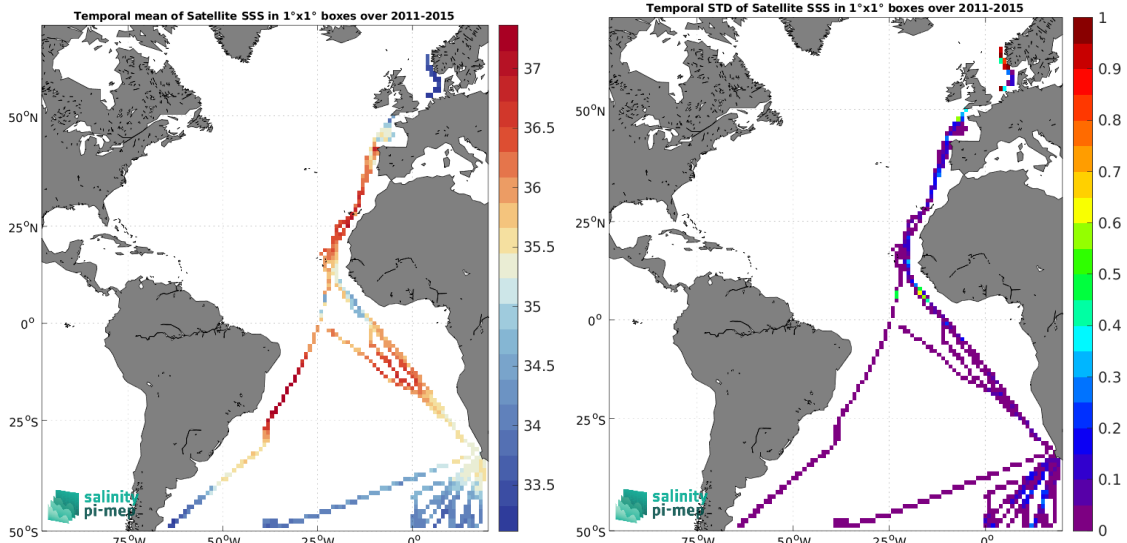 Temporal mean of Satellite SSS in 1°x1° boxes over 2011-2015
37
36.5
36
35.5
35
34.5
34
33.5
50°N
25°N
0°
25°S
50°S
75°W
50°W
25°W
0°
salinity
pi-mep
Temporal STD of Satellite SSS in 1°x1° boxes over 2011-2015
1
0.9
0.8
0.7
0.6
0.5
0.4
0.3
0.2
0.1
0
50°N
25°N
0°
25°S
50°S
75°W
50°W
25°W
0°
salinity
pi-mep